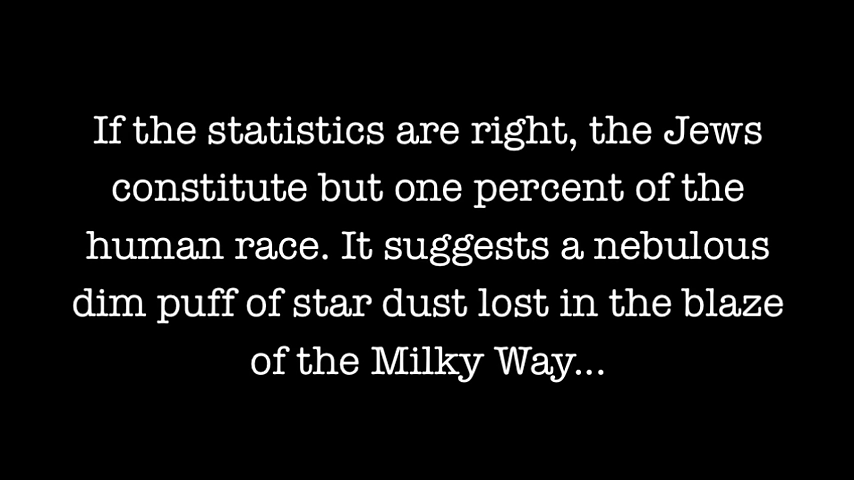 If the statistics are right, the Jews
constitute but one percent of the
human race. It suggests a nebulous
dim puff of star dust lost in the blaze
of the Milky Way...